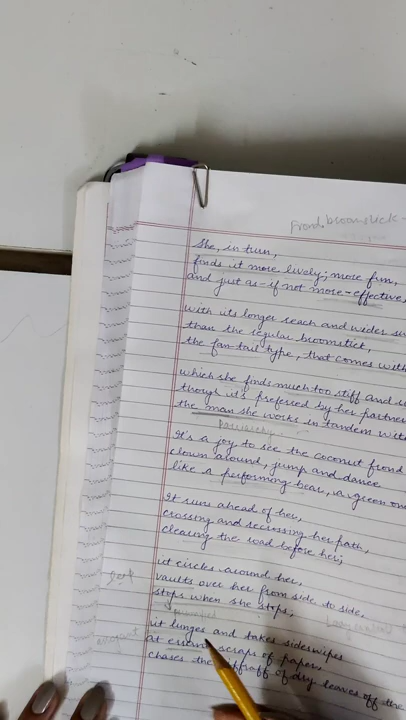 Frond broomstick -
She, in turn,
finds it more lively, more fun,
and just as-if not more-effective,
with its longer reach and wider
than the regular broomstick,
the fan-tail type, that comes with
which she finds much too stiff and
though it's preferred by her partner
the man she works in tandem with
patriarchy
It's a joy to see the coconut frond
clown around, jump and dance
like a performing bear, a green one
It runs ahead of her,
crossing and recrossing her path,
clearing the road before her;
it circles around her,
vaults over her from side to side,
stops when she stops;
it lunges and takes sideswipes
at errant scraps of paper,
chases the riffraff of dry leaves off the